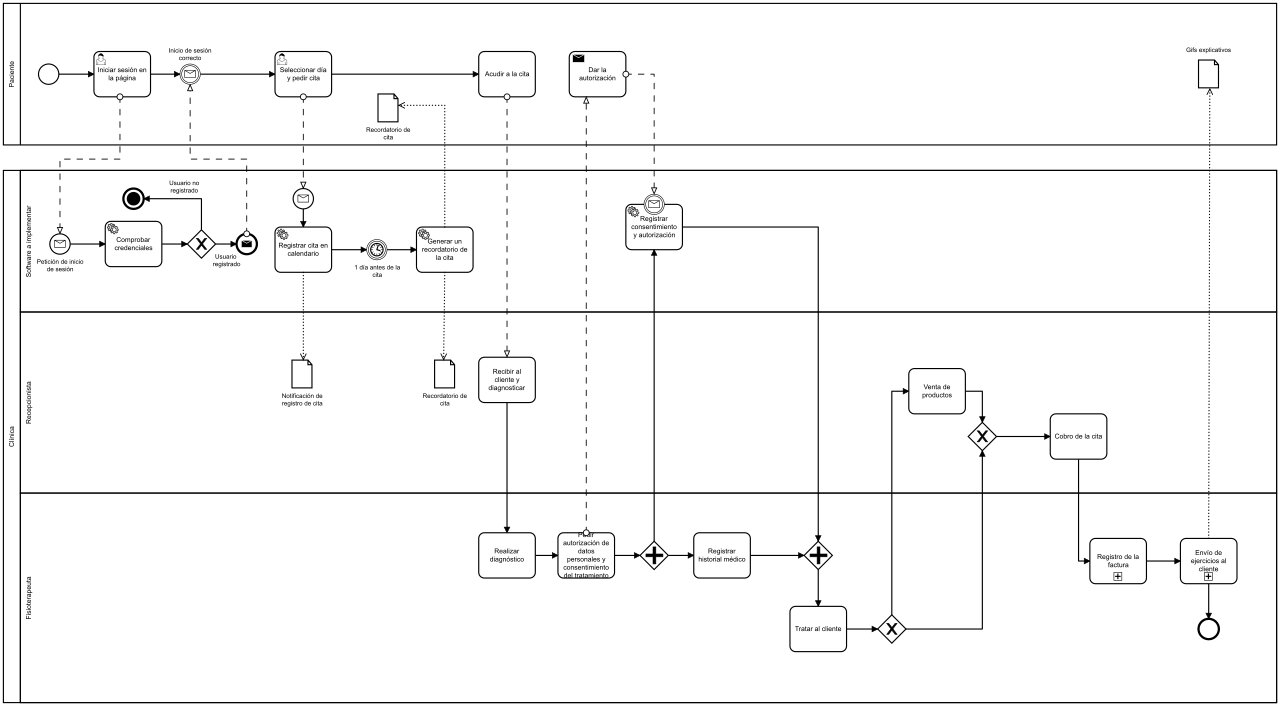 Paciente
Iniciar sesión en
la página
Inicio de sesión
correcto
Seleccionar día
y pedir cita
Recordatorio de
cita
Acudir a la cita
Dar la
autorización
Gifs explicativos
Clínica
Software a implementar
Petición de inicio
de sesión
Comprobar
credenciales
Usuario no
registrado
Usuario
registrado
Registrar cita en
calendario
1 día antes de la
cita
Generar un
recordatorio de
la cita
Registrar
consentimiento
y autorización
Recepcionista
Notificación de
registro de cita
Recordatorio de
cita
Recibir al
cliente y
diagnosticar
Venta de
productos
Cobro de la cita
Fisioterapeuta
Realizar
diagnóstico
autorización de
datos
personales y
consentimiento
del tratamiento
Registrar
historial médico
Tratar al cliente
Registro de la
factura
Envío de
ejercicios al
cliente